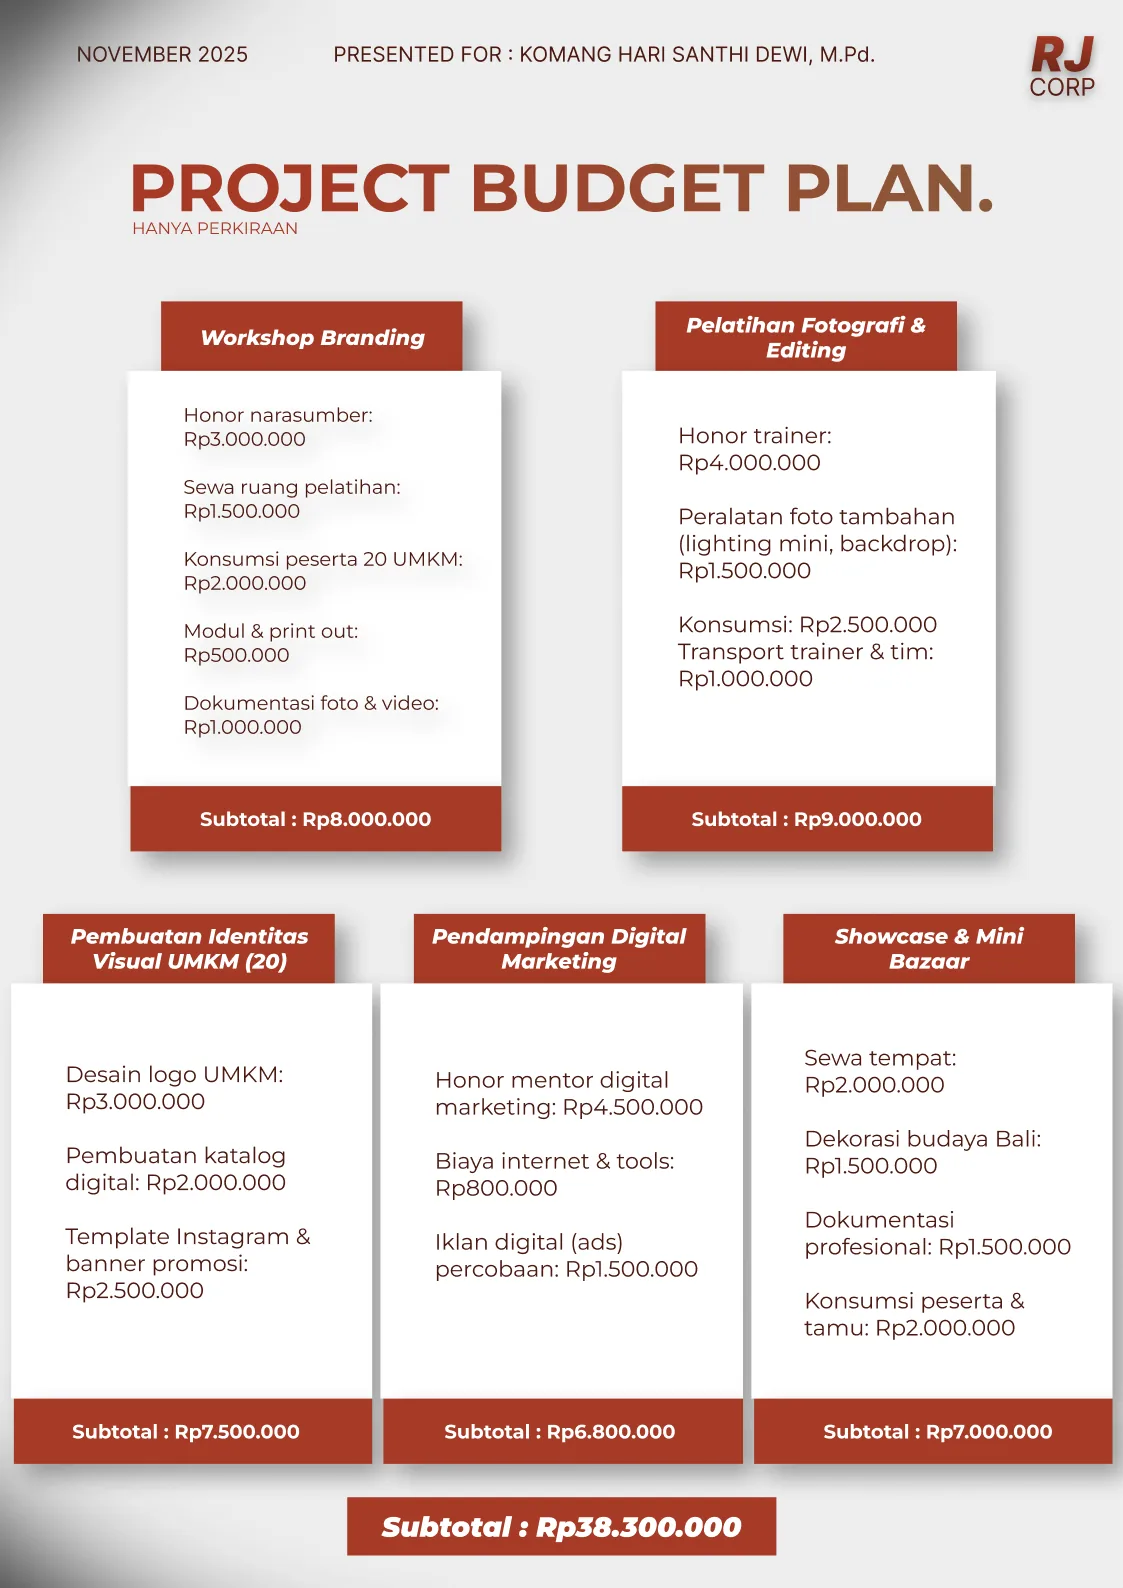 NOVEMBER 2025
PRESENTED FOR : KOMANG HARI SANTHI DEWI, M.Pd.
RJ
CORP
PROJECT BUDGET PLAN.
HANYA PERKIRAAN
Workshop Branding
Honor narasumber:
Rp3.000.000
Sewa ruang pelatihan:
Rp1.500.000
Konsumsi peserta 20 UMKM:
Rp2.000.000
Modul & print out:
Rp500.000
Dokumentasi foto & video:
Rp1.000.000
Subtotal : Rp8.000.000
Pelatihan Fotografi &
Editing
Honor trainer:
Rp4.000.000
Peralatan foto tambahan
(lighting mini, backdrop):
Rp1.500.000
Konsumsi: Rp2.500.000
Transport trainer & tim:
Rp1.000.000
Subtotal : Rp9.000.000
Pembuatan Identitas
Visual UMKM (20)
Desain logo UMKM:
Rp3.000.000
Pembuatan katalog
digital: Rp2.000.000
Template Instagram &
banner promosi:
Rp2.500.000
Subtotal : Rp7.500.000
Pendampingan Digital
Marketing
Honor mentor digital
marketing: Rp4.500.000
Biaya internet & tools:
Rp800.000
Iklan digital (ads)
percobaan: Rp1.500.000
Subtotal : Rp6.800.000
Showcase & Mini
Bazaar
Sewa tempat:
Rp2.000.000
Dekorasi budaya Bali:
Rp1.500.000
Dokumentasi
profesional: Rp1.500.000
Konsumsi peserta &
tamu: Rp2.000.000
Subtotal : Rp7.000.000
Subtotal : Rp38.300.000